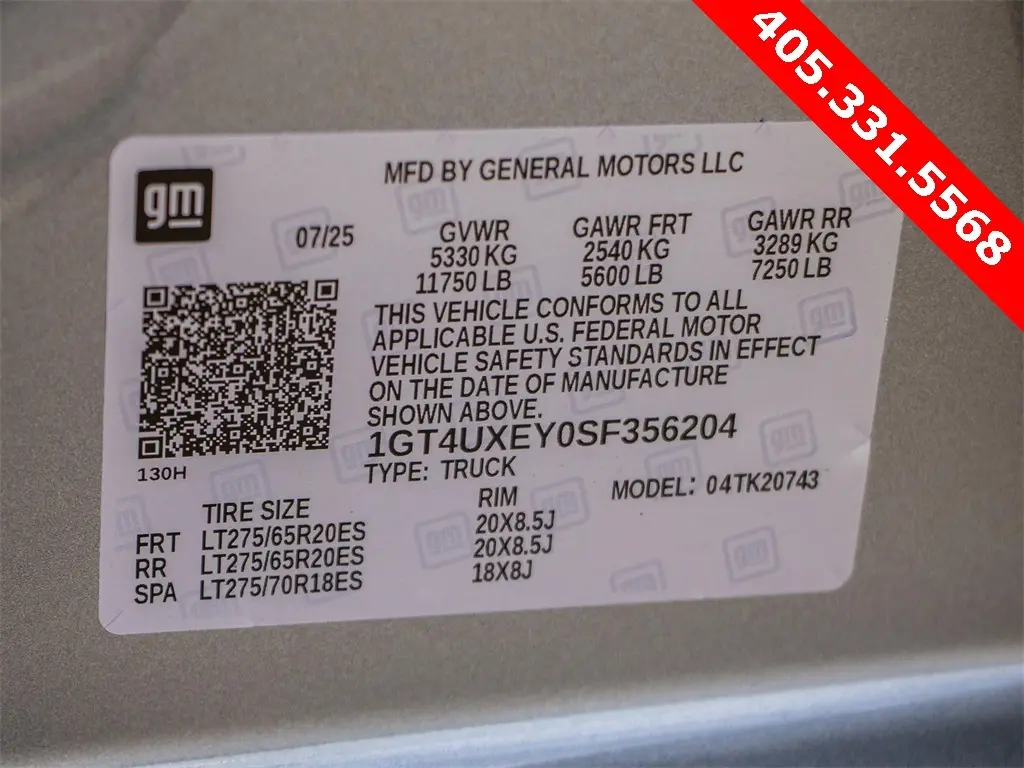 405.331.5568
MFD BY GENERAL MOTORS LLC
gm
07/25
GVWR
5330 KG
11750 LB
GAWR FRT
2540 KG
5600 LB
GAWR RR
3289 KG
7250 LB
THIS VEHICLE CONFORMS TO ALL
APPLICABLE U.S. FEDERAL MOTOR
VEHICLE SAFETY STANDARDS IN EFFECT
ON THE DATE OF MANUFACTURE
SHOWN ABOVE.
1GT4UXEY0SF356204
130H
TYPE: TRUCK
MODEL: 04TK20743
TIRE SIZE RIM
FRT LT275/65R20ES 20X8.5J
RR LT275/65R20ES 20X8.5J
SPA LT275/70R18ES 18X8J